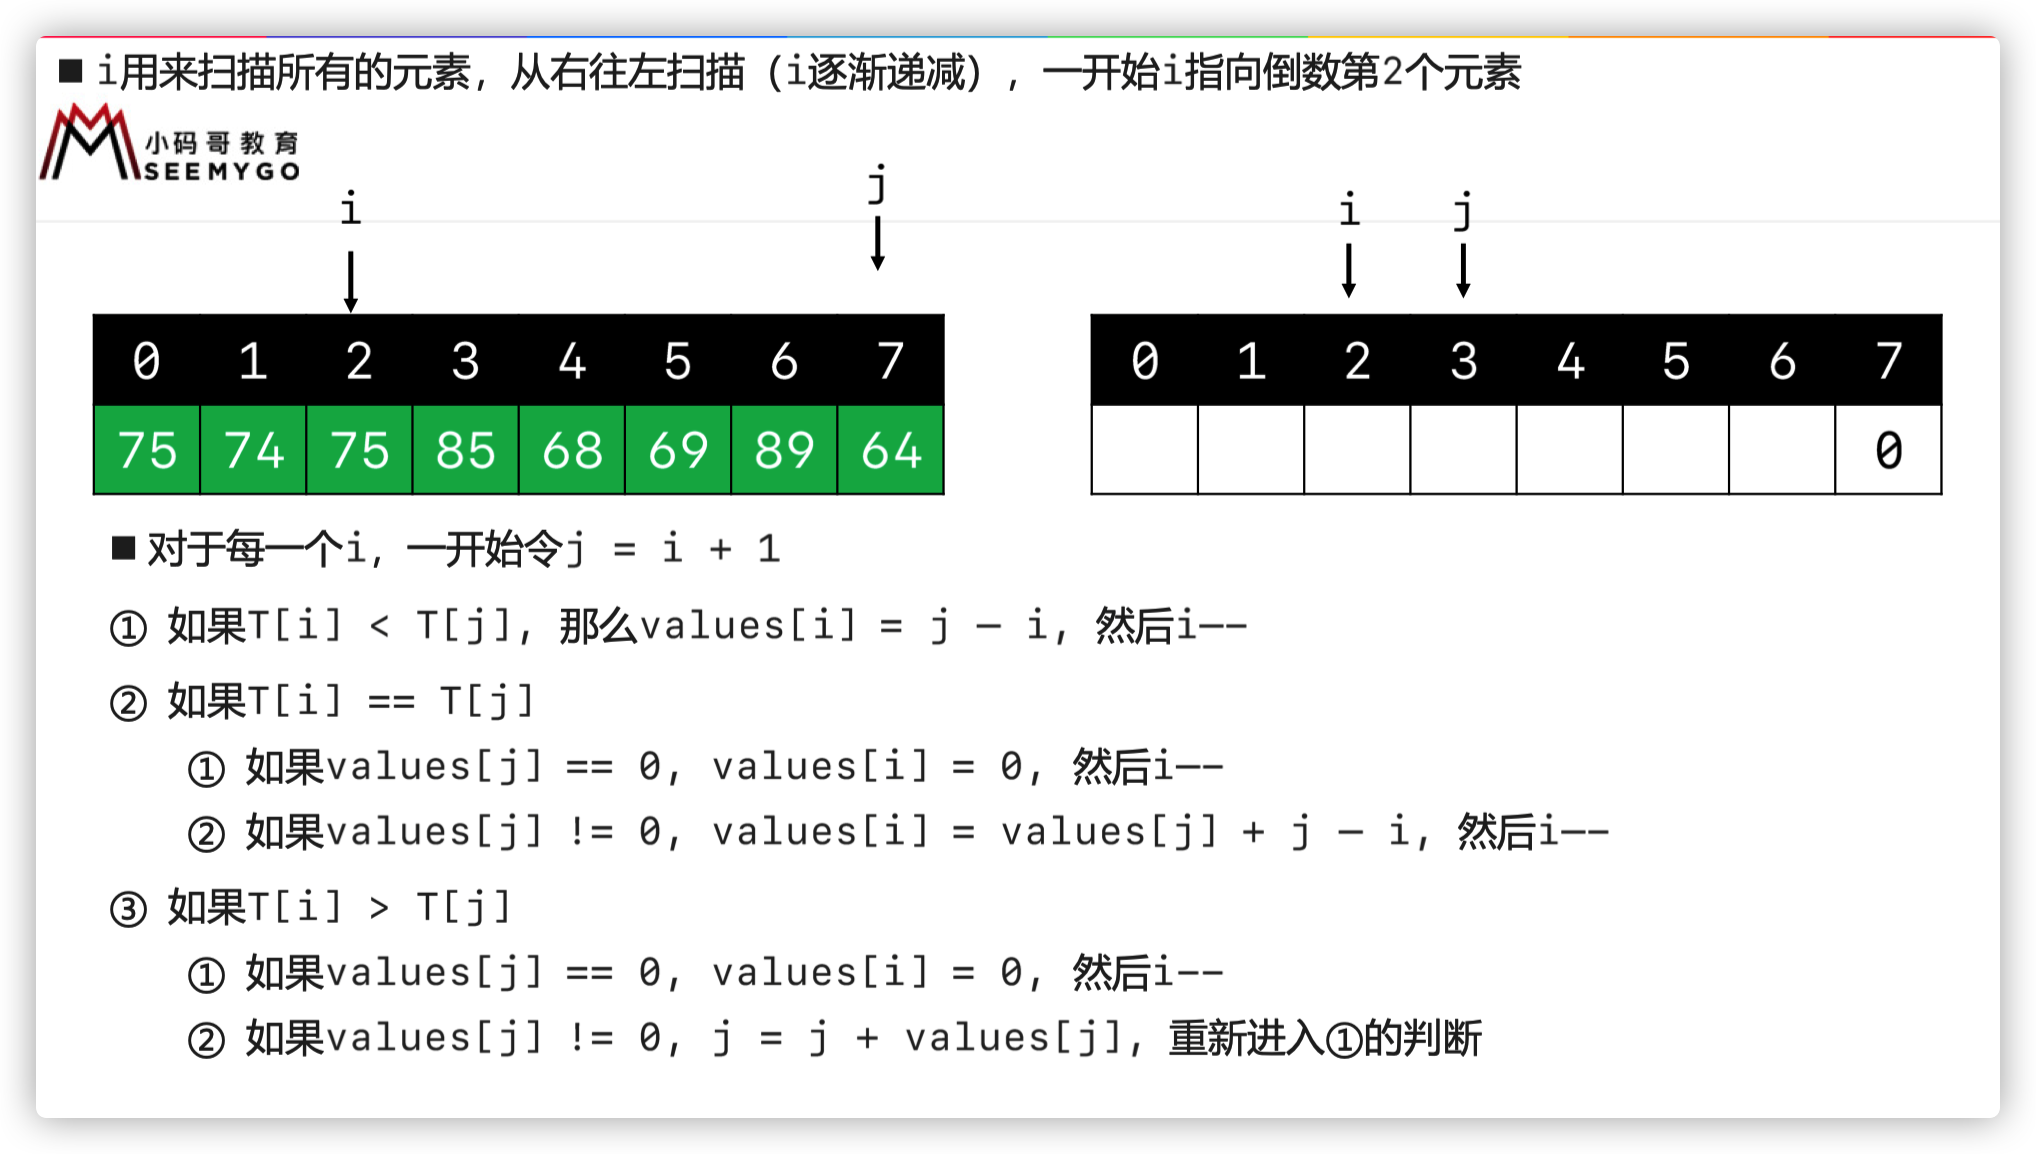 ■ i用来扫描所有的元素，从右往左扫描（i逐渐递减），一开始i指向倒数第2个元素
小码哥教育
SEEMYGO
i j i j
0 1 2 3 4 5 6 7 0 1 2 3 4 5 6 7
75 74 75 85 68 69 89 64 0
■ 对于每一个i，一开始令j = i + 1
① 如果T[i] < T[j]，那么values[i] = j – i，然后i––
② 如果T[i] == T[j]
① 如果values[j] == 0，values[i] = 0，然后i––
② 如果values[j] != 0，values[i] = values[j] + j – i，然后i––
③ 如果T[i] > T[j]
① 如果values[j] == 0，values[i] = 0，然后i––
② 如果values[j] != 0，j = j + values[j]，重新进入①的判断